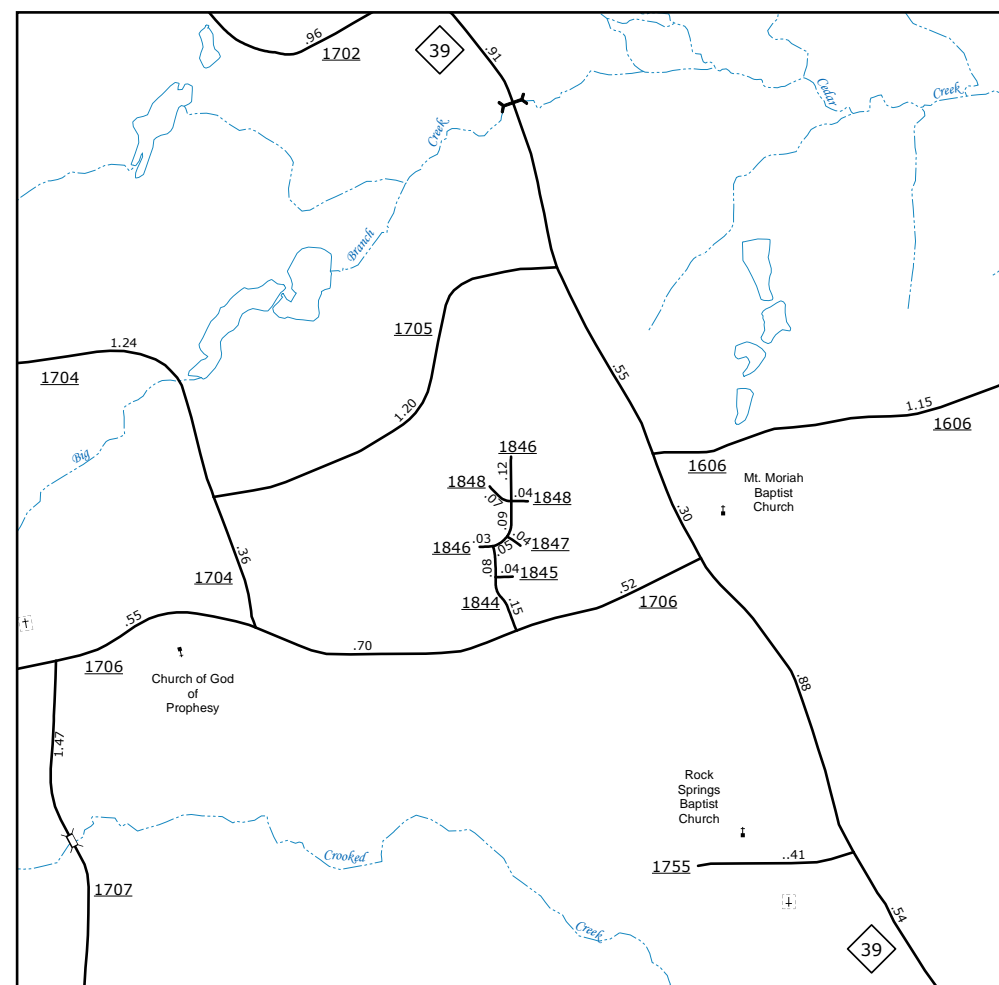 .96
1702
39
.91
Cedar
Creek
Creek
Branch
1.24
1704
1705
.55
1.20
1.15
1606
1606
Big
1846
.12
1848
.07
.04
1848
Mt. Moriah
Baptist
Church
.30
.09
.03
1846
.05
.04
1847
.08
.04
1845
.36
1704
1844
.15
.52
1706
.55
.70
1706
Church of God
of
Prophesy
.88
1.47
Rock
Springs
Baptist
Church
Crooked
1755
..41
1707
Creek
.54
39